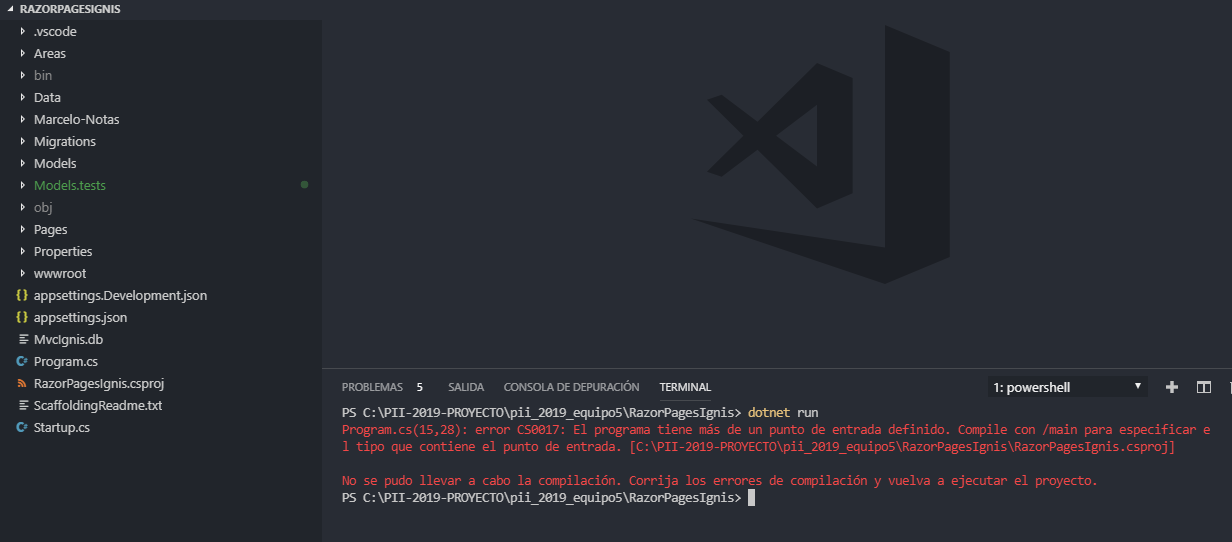 RAZORPAGESIGNIS
.vscode
Areas
bin
Data
Marcelo-Notas
Migrations
Models
Models.tests
obj
Pages
Properties
wwwroot
{} appsettings.Development.json
{} appsettings.json
MvcIgnis.db
C# Program.cs
RazorPagesIgnis.csproj
ScaffoldingReadme.txt
C# Startup.cs
PROBLEMAS 5 SALIDA CONSOLA DE DEPURACIÓN TERMINAL 1: powershell
PS C:\PII-2019-PROYECTO\pii_2019_equipo5\RazorPagesIgnis> dotnet run
Program.cs(15,28): error CS0017: El programa tiene más de un punto de entrada definido. Compile con /main para especificar e
l tipo que contiene el punto de entrada. [C:\PII-2019-PROYECTO\pii_2019_equipo5\RazorPagesIgnis\RazorPagesIgnis.csproj]
No se pudo llevar a cabo la compilación. Corrija los errores de compilación y vuelva a ejecutar el proyecto.
PS C:\PII-2019-PROYECTO\pii_2019_equipo5\RazorPagesIgnis>